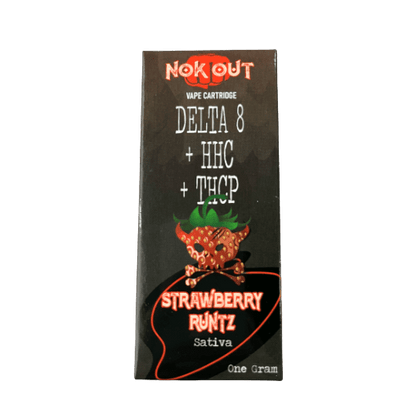 NOK OUT
VAPE CARTRIDGE
DELTA 8
+ HHC
+ THCP
STRAWBERRY
RUNTZ
Sativa
One Gram